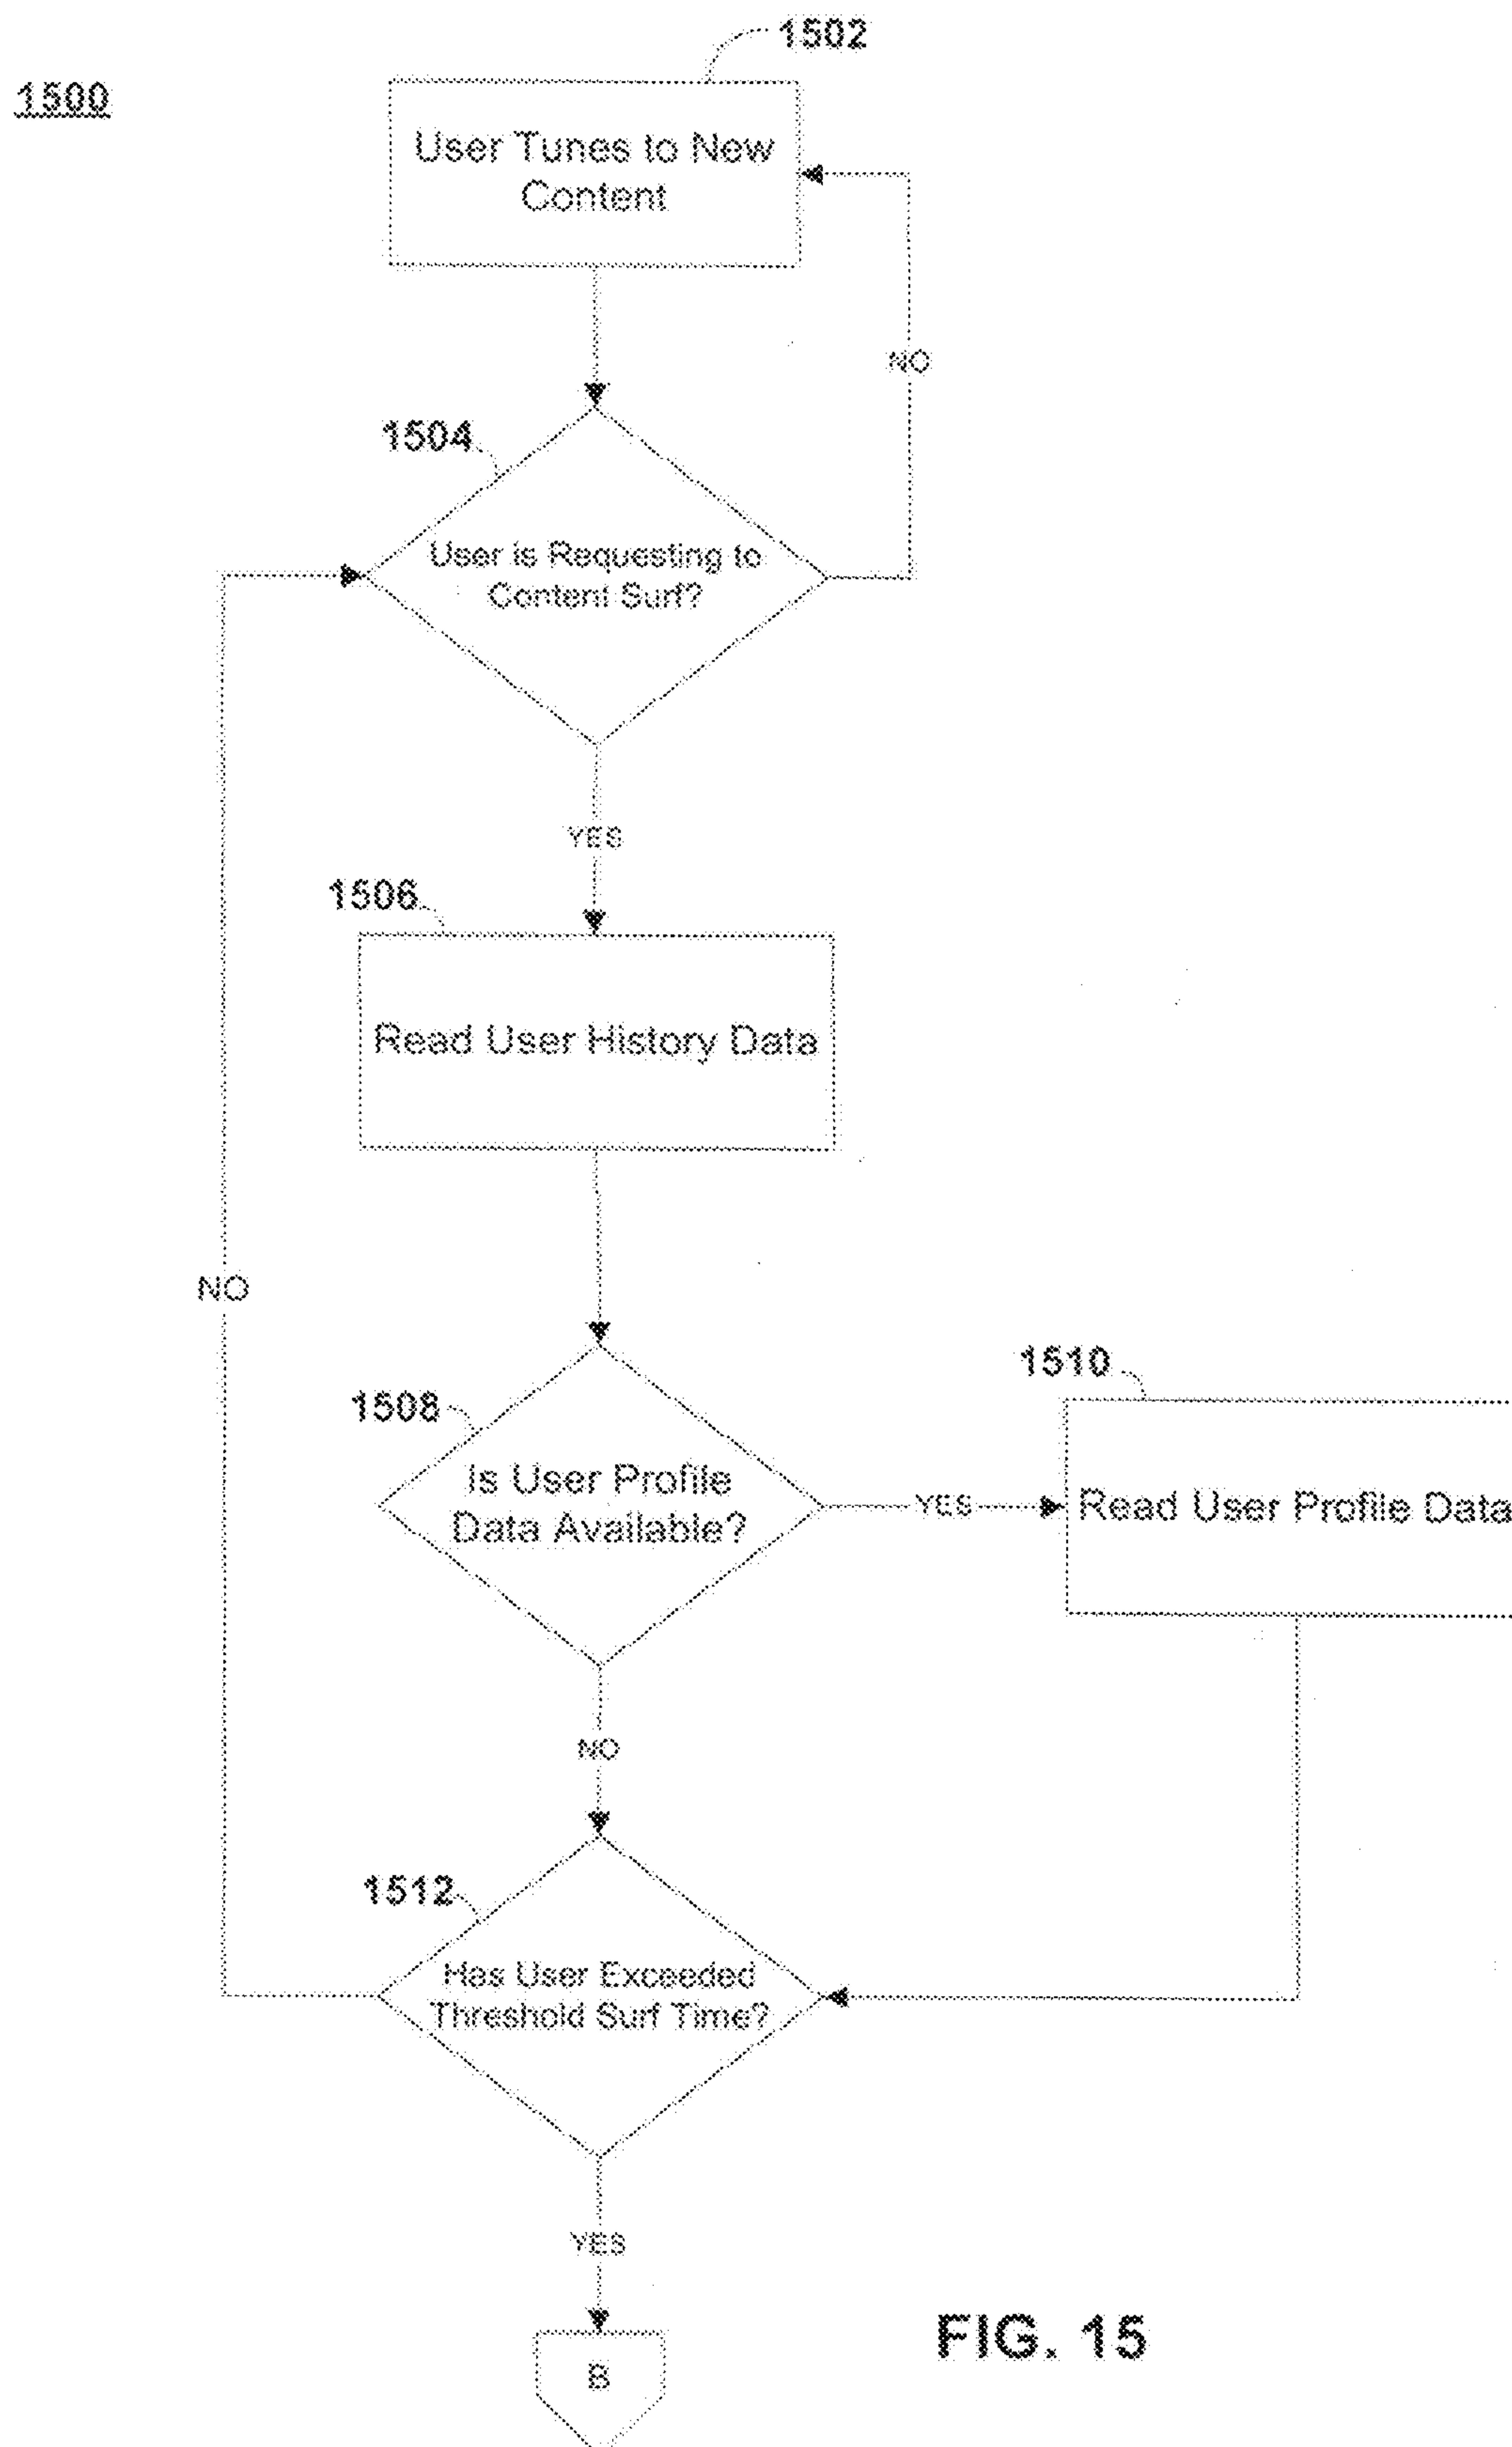 1502
1500
User Tunes to New
Content
NO
1504
User is Requesting to
Content Surf?
YES
1506
Read User History Data
NO
1510
1508
Is User Profile
Data Available?
YES
Read User Profile Data
NO
1512
Has User Exceeded
Threshold Surf Time?
YES
FIG. 15
B